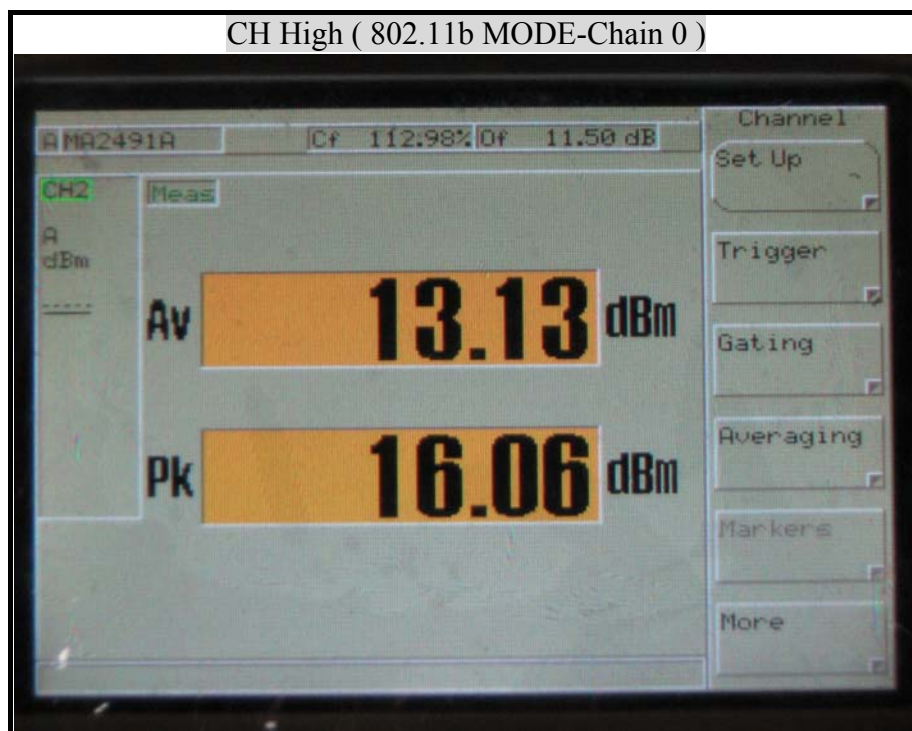 CH High ( 802.11b MODE-Chain 0 )
A MA2491A Cf 112.98% Of 11.50 dB
Channel
Set Up
CH2 Meas
A
dBm
Trigger
-----
Av 13.13 dBm
Gating
Averaging
Pk 16.06 dBm
Markers
More